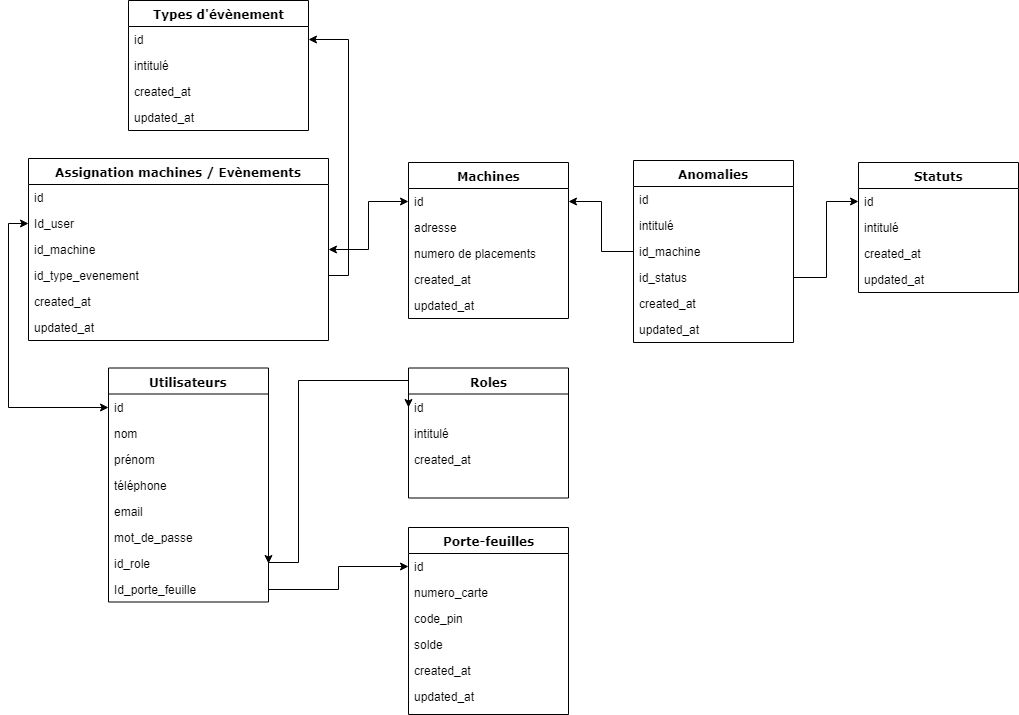 Types d'évènement
id
intitulé
created_at
updated_at
Assignation machines / Evènements
id
Id_user
id_machine
id_type_evenement
created_at
updated_at
Machines
id
adresse
numero de placements
created_at
updated_at
Anomalies
id
intitulé
id_machine
id_status
created_at
updated_at
Statuts
id
intitulé
created_at
updated_at
Utilisateurs
id
nom
prénom
téléphone
email
mot_de_passe
id_role
Id_porte_feuille
Roles
id
intitulé
created_at
Porte-feuilles
id
numero_carte
code_pin
solde
created_at
updated_at